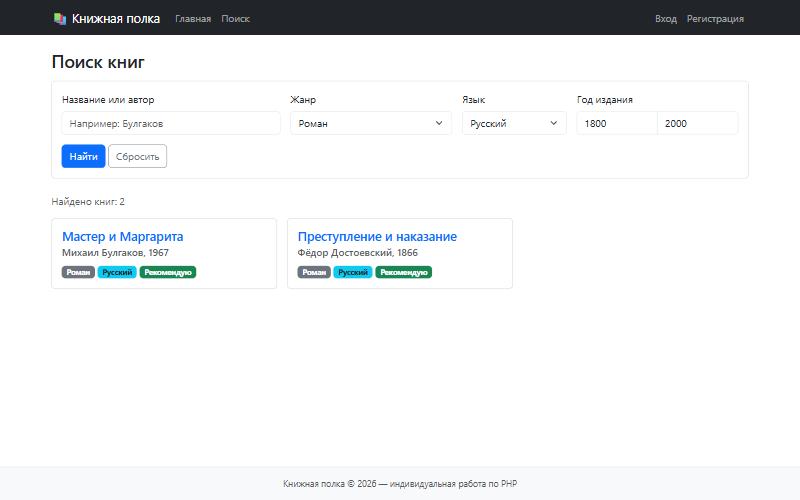 Книжная полка Главная Поиск Вход Регистрация
Поиск книг
Название или автор Жанр Язык Год издания
Например: Булгаков Роман Русский 1800 2000
Найти Сбросить
Найдено книг: 2
Мастер и Маргарита Преступление и наказание
Михаил Булгаков, 1967 Фёдор Достоевский, 1866
Роман Русский Рекомендую Роман Русский Рекомендую
Книжная полка © 2026 — индивидуальная работа по PHP